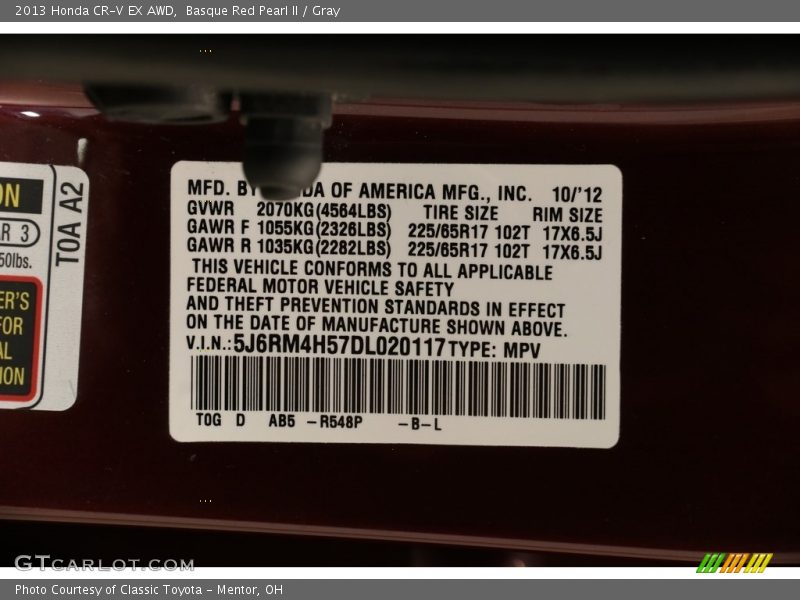 2013 Honda CR-V EX AWD, Basque Red Pearl II / Gray
MFD. BY DA OF AMERICA MFG., INC. 10/'12
GVWR 2070KG(4564LBS) TIRE SIZE RIM SIZE
GAWR F 1055KG(2326LBS) 225/65R17 102T 17X6.5J
GAWR R 1035KG(2282LBS) 225/65R17 102T 17X6.5J
THIS VEHICLE CONFORMS TO ALL APPLICABLE
FEDERAL MOTOR VEHICLE SAFETY
AND THEFT PREVENTION STANDARDS IN EFFECT
ON THE DATE OF MANUFACTURE SHOWN ABOVE.
V.I.N.:5J6RM4H57DL020117 TYPE: MPV
T0G D AB5 -R548P -B-L
ON
AR 3
50lbs.
ER'S
FOR
AL
ION
T0A A2
GTCARLOT.COM
Photo Courtesy of Classic Toyota - Mentor, OH